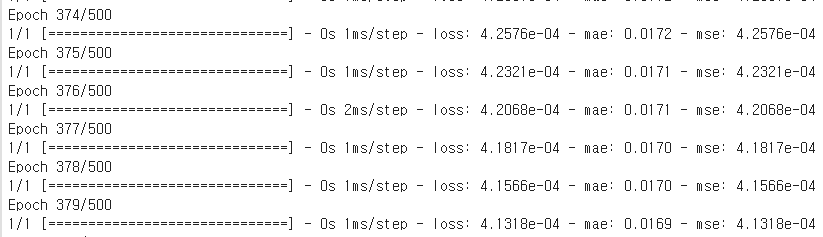 Epoch 374/500
1/1 [==============================] - 0s 1ms/step - loss: 4.2576e-04 - mae: 0.0172 - mse: 4.2576e-04
Epoch 375/500
1/1 [==============================] - 0s 1ms/step - loss: 4.2321e-04 - mae: 0.0171 - mse: 4.2321e-04
Epoch 376/500
1/1 [==============================] - 0s 2ms/step - loss: 4.2068e-04 - mae: 0.0171 - mse: 4.2068e-04
Epoch 377/500
1/1 [==============================] - 0s 1ms/step - loss: 4.1817e-04 - mae: 0.0170 - mse: 4.1817e-04
Epoch 378/500
1/1 [==============================] - 0s 1ms/step - loss: 4.1566e-04 - mae: 0.0170 - mse: 4.1566e-04
Epoch 379/500
1/1 [==============================] - 0s 1ms/step - loss: 4.1318e-04 - mae: 0.0169 - mse: 4.1318e-04